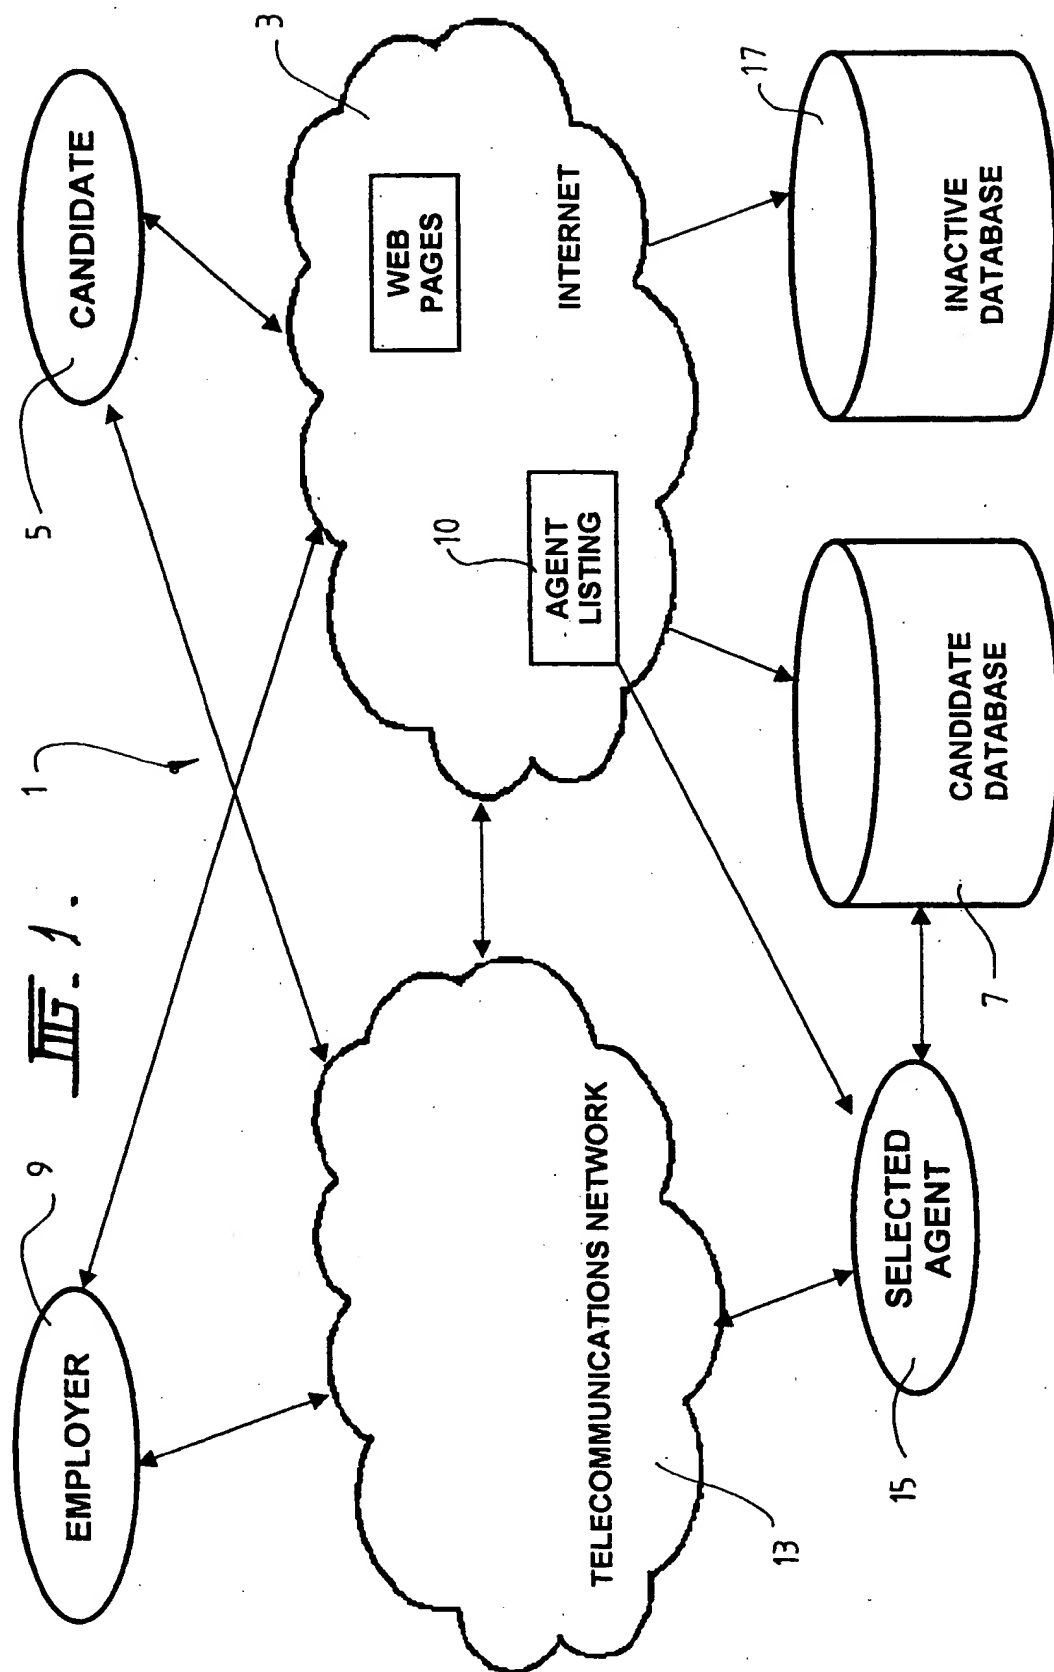 FIG. 1.
1
EMPLOYER
9
CANDIDATE
5
3
WEB
PAGES
INTERNET
AGENT
LISTING
10
TELECOMMUNICATIONS NETWORK
13
SELECTED
AGENT
15
CANDIDATE
DATABASE
7
INACTIVE
DATABASE
17